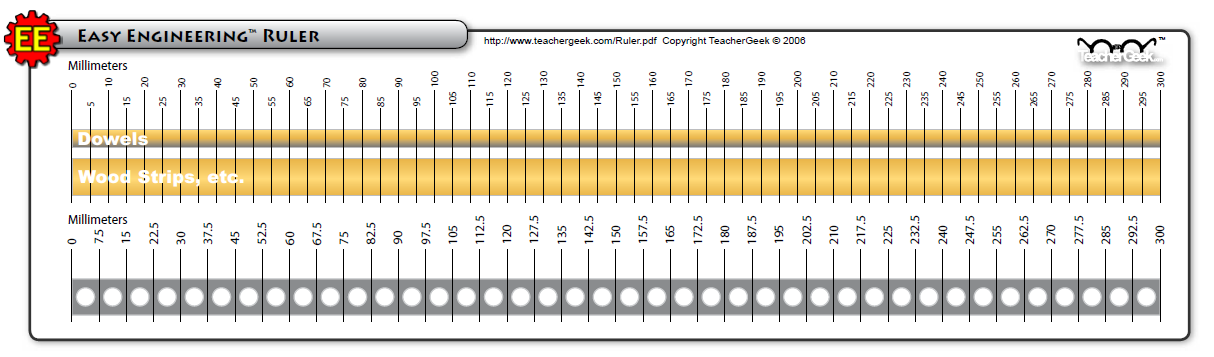 EE
EASY ENGINEERING™ RULER
http://www.teachergeek.com/Ruler.pdf Copyright TeacherGeek © 2006
TeacherGeek™
Millimeters
0 5 10 15 20 25 30 35 40 45 50 55 60 65 70 75 80 85 90 95 100 105 110 115 120 125 130 135 140 145 150 155 160 165 170 175 180 185 190 195 200 205 210 215 220 225 230 235 240 245 250 255 260 265 270 275 280 285 290 295 300
Dowels
Wood Strips, etc.
Millimeters
0 7.5 15 22.5 30 37.5 45 52.5 60 67.5 75 82.5 90 97.5 105 112.5 120 127.5 135 142.5 150 157.5 165 172.5 180 187.5 195 202.5 210 217.5 225 232.5 240 247.5 255 262.5 270 277.5 285 292.5 300